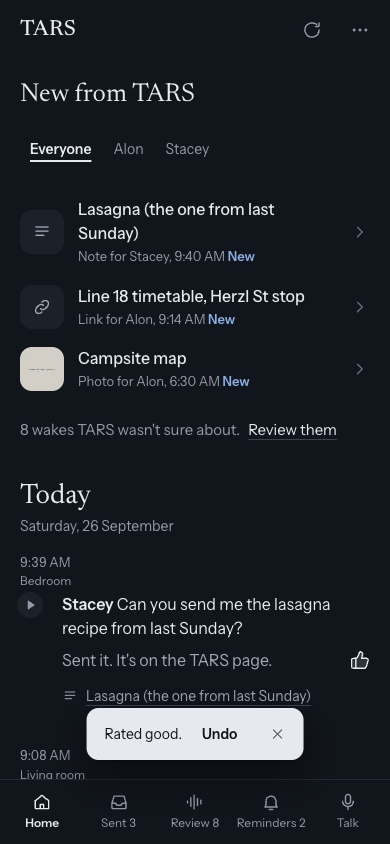 TARS
New from TARS
Everyone
Alon
Stacey
Lasagna (the one from last
Sunday)
Note for Stacey, 9:40 AM New
Line 18 timetable, Herzl St stop
Link for Alon, 9:14 AM New
Campsite map
Photo for Alon, 6:30 AM New
8 wakes TARS wasn't sure about. Review them
Today
Saturday, 26 September
9:39 AM
Bedroom
Stacey Can you send me the lasagna
recipe from last Sunday?
Sent it. It's on the TARS page.
Lasagna (the one from last Sunday)
Rated good. Undo
9:08 AM
Living room
Home
Sent 3
Review 8
Reminders 2
Talk